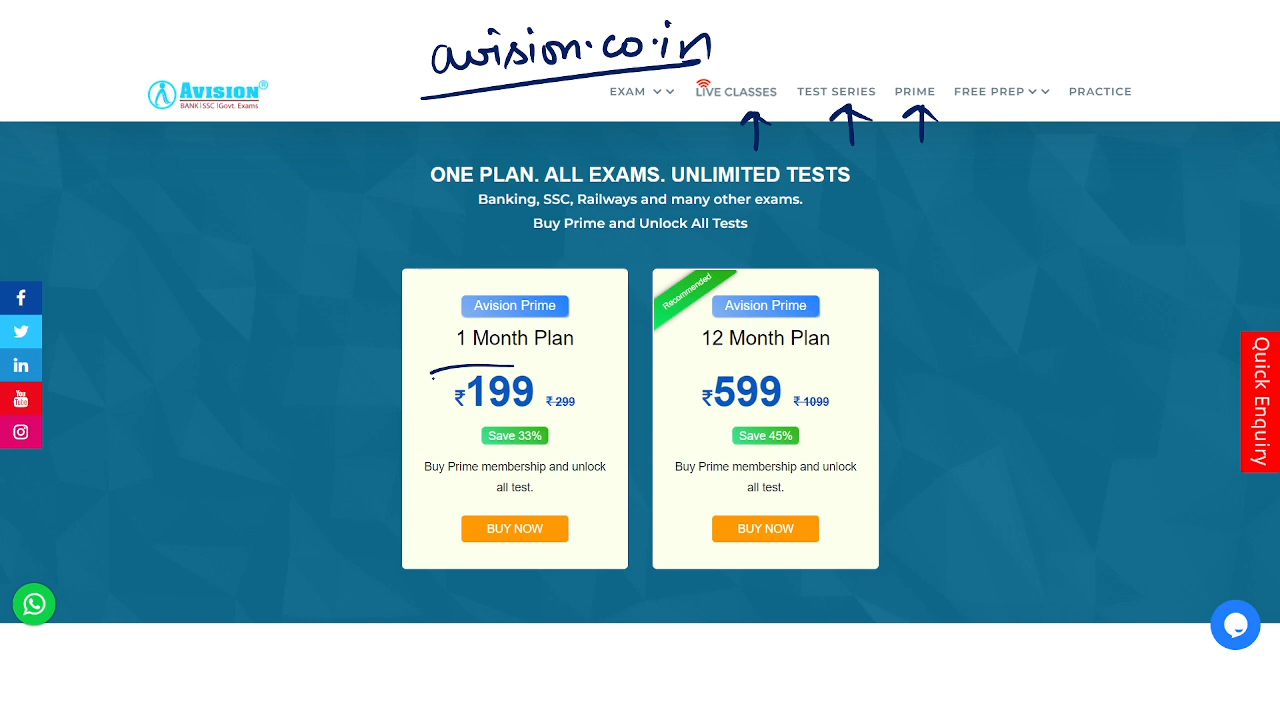 avision.co.in
AVISION®
BANK|SSC|Govt. Exams
EXAM LIVE CLASSES TEST SERIES PRIME FREE PREP PRACTICE
ONE PLAN. ALL EXAMS. UNLIMITED TESTS
Banking, SSC, Railways and many other exams.
Buy Prime and Unlock All Tests
Avision Prime
1 Month Plan
₹199 ₹ 299
Save 33%
Buy Prime membership and unlock
all test.
BUY NOW
Recommended
Avision Prime
12 Month Plan
₹599 ₹ 1099
Save 45%
Buy Prime membership and unlock
all test.
BUY NOW
You
Tube
Quick Enquiry